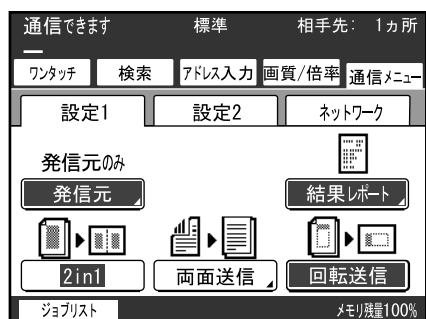 通信できます 標準 相手先: 1ヵ所
ワンタッチ 検索 アドレス入力 画質/倍率 通信メニュー
設定1 設定2 ネットワーク
発信元のみ
発信元 結果レポート
2in1 両面送信 回転送信
ジョブリスト メモリ残量100%